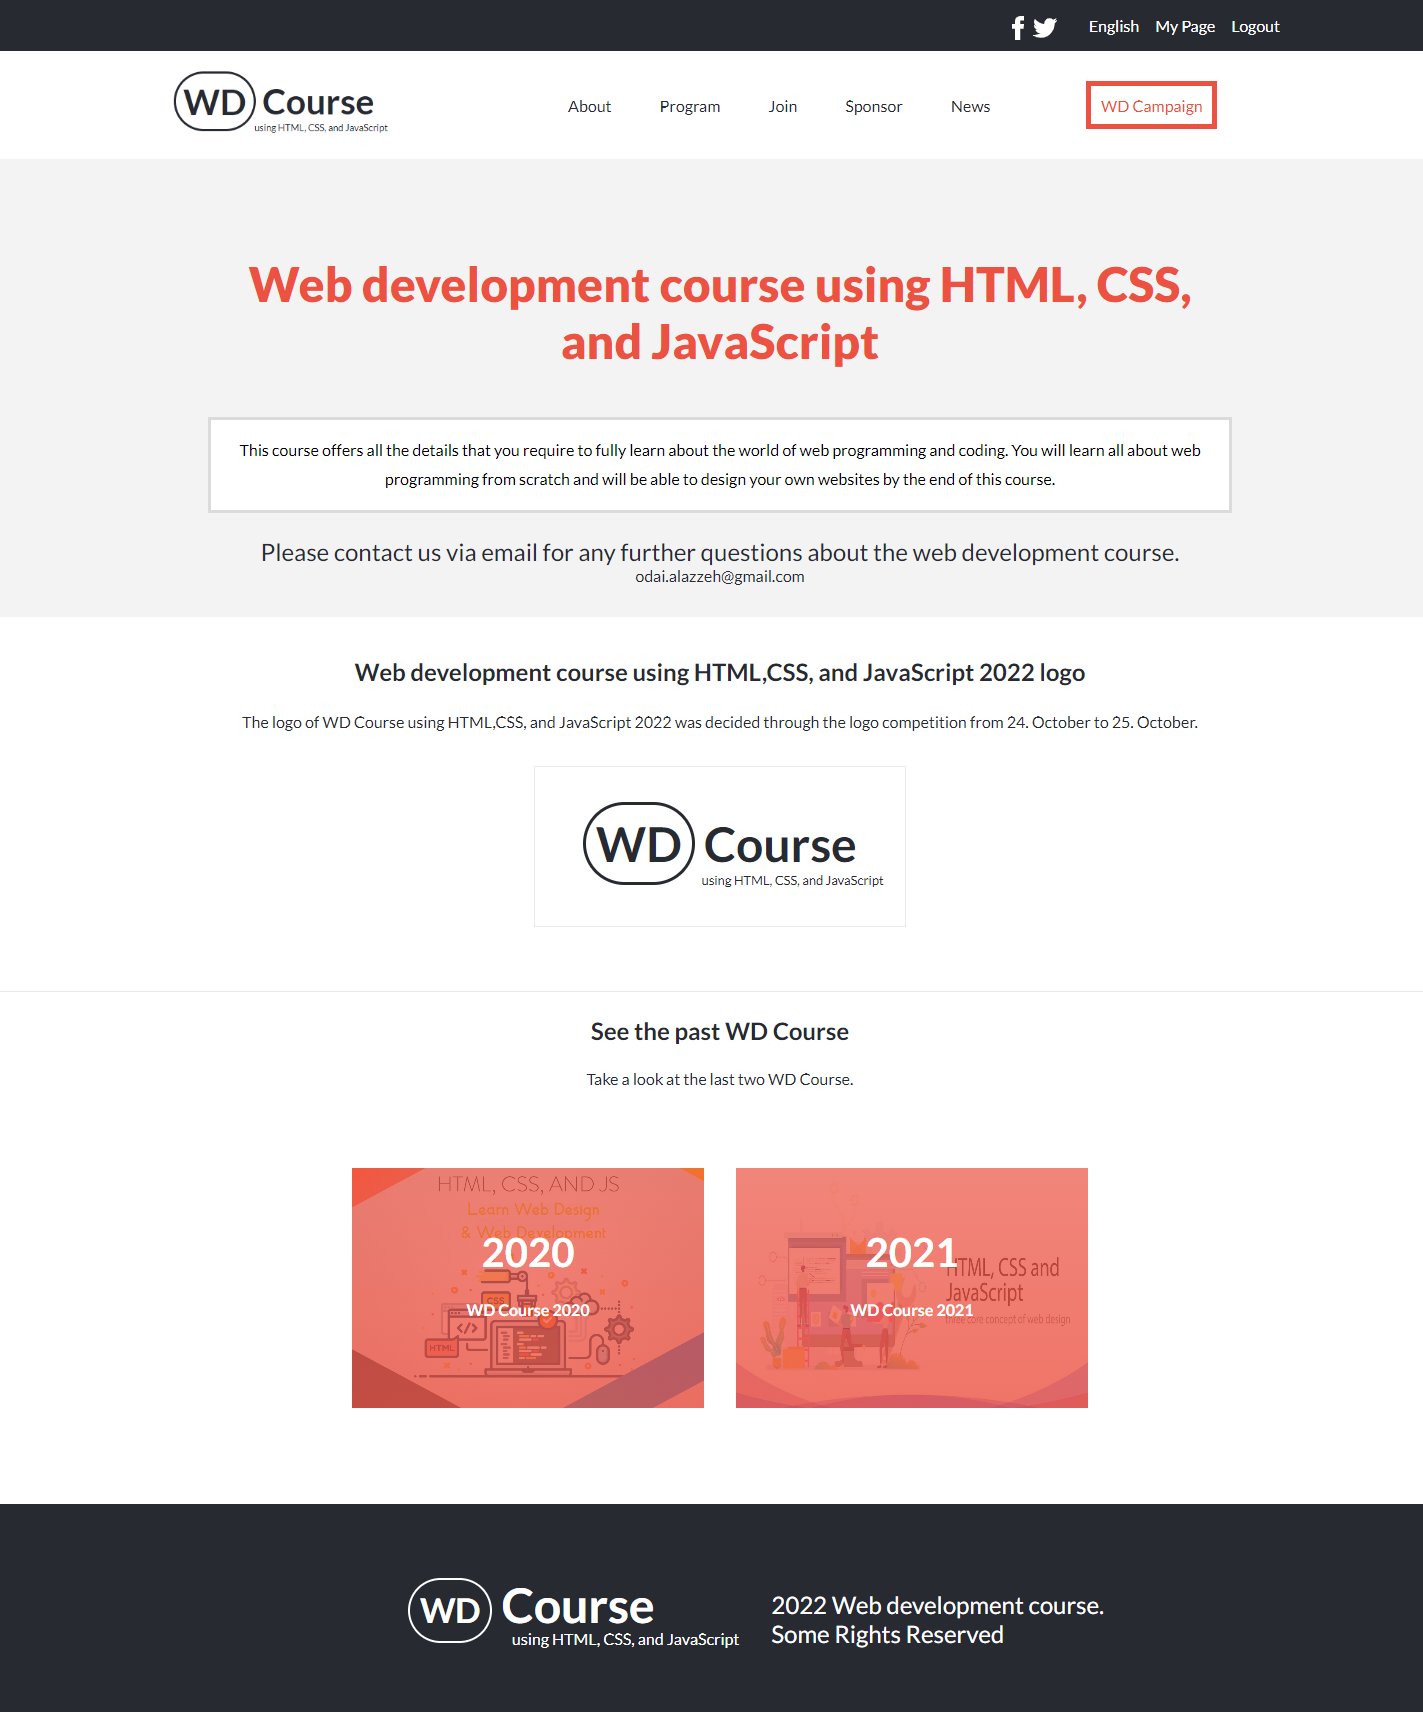 English My Page Logout
WD Course
using HTML, CSS, and JavaScript
About Program Join Sponsor News WD Campaign
Web development course using HTML, CSS,
and JavaScript
This course offers all the details that you require to fully learn about the world of web programming and coding. You will learn all about web
programming from scratch and will be able to design your own websites by the end of this course.
Please contact us via email for any further questions about the web development course.
odai.alazzeh@gmail.com
Web development course using HTML,CSS, and JavaScript 2022 logo
The logo of WD Course using HTML,CSS, and JavaScript 2022 was decided through the logo competition from 24. October to 25. October.
WD Course
using HTML, CSS, and JavaScript
See the past WD Course
Take a look at the last two WD Course.
HTML, CSS, AND JS
Learn Web Design
& Web Development
2020
CSS
WD Course 2020
HTML
2021
HTML, CSS and
JavaScript
WD Course 2021
three core concept of web design
WD Course
using HTML, CSS, and JavaScript
2022 Web development course.
Some Rights Reserved